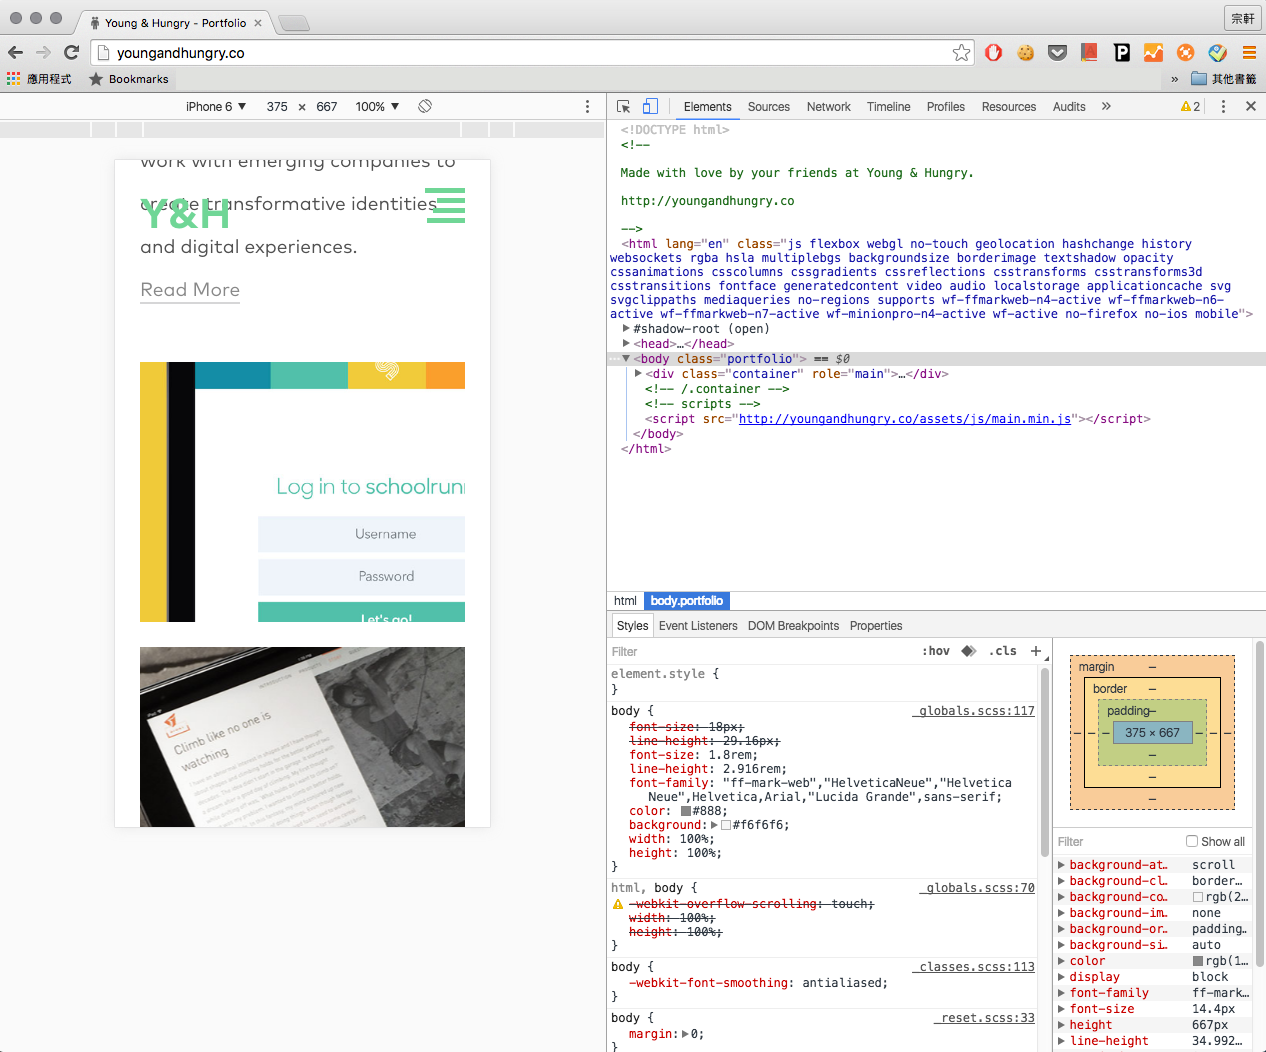 Young & Hungry - Portfolio
宗軒
youngandhungry.co
應用程式
Bookmarks
»
其他書籤
iPhone 6 ▼ 375 × 667 100% ▼
Elements Sources Network Timeline Profiles Resources Audits » 2
work with emerging companies to
create transformative identities
Y&H
and digital experiences.
Read More
Log in to schoolrun
Username
Password
Let's go!
Climb like no one is
watching
<!DOCTYPE html>
<!--
Made with love by your friends at Young & Hungry.
http://youngandhungry.co
-->
<html lang="en" class="js flexbox webgl no-touch geolocation hashchange history
websockets rgba hsla multiplebgs backgroundsize borderimage textshadow opacity
cssanimations csscolumns cssgradients cssreflections csstransforms csstransforms3d
csstransitions fontface generatedcontent video audio localstorage applicationcache svg
svgclippaths mediaqueries no-regions supports wf-ffmarkweb-n4-active wf-ffmarkweb-n6-
active wf-ffmarkweb-n7-active wf-minionpro-n4-active wf-active no-firefox no-ios mobile">
#shadow-root (open)
<head>…</head>
<body class="portfolio"> == $0
<div class="container" role="main">…</div>
<!-- /.container -->
<!-- scripts -->
<script src="http://youngandhungry.co/assets/js/main.min.js"></script>
</body>
</html>
html body.portfolio
Styles Event Listeners DOM Breakpoints Properties
Filter :hov .cls +
element.style {
}
body { _globals.scss:117
font-size: 18px;
line-height: 29.16px;
font-size: 1.8rem;
line-height: 2.916rem;
font-family: "ff-mark-web","HelveticaNeue","Helvetica
Neue",Helvetica,Arial,"Lucida Grande",sans-serif;
color: #888;
background: #f6f6f6;
width: 100%;
height: 100%;
}
html, body { _globals.scss:70
-webkit-overflow-scrolling: touch;
width: 100%;
height: 100%;
}
body { _classes.scss:113
-webkit-font-smoothing: antialiased;
}
body { _reset.scss:33
margin: 0;
}
margin –
border –
padding –
– – – 375 × 667 – – –
–
–
–
Filter Show all
background-at… scroll
background-cl… border…
background-co… rgb(2…
background-im… none
background-or… padding…
background-si… auto
color rgb(1…
display block
font-family ff-mark…
font-size 14.4px
height 667px
line-height 34.992…